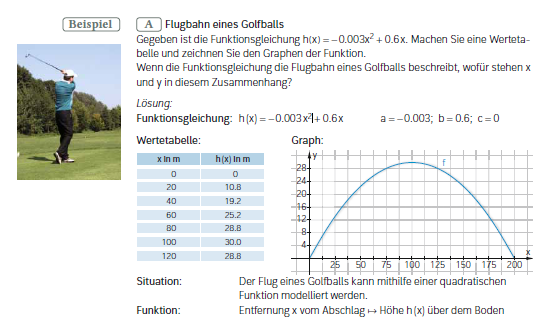 Beispiel
A Flugbahn eines Golfballs
Gegeben ist die Funktionsgleichung h(x) = −0.003x² + 0.6x. Machen Sie eine Werteta-
belle und zeichnen Sie den Graphen der Funktion.
Wenn die Funktionsgleichung die Flugbahn eines Golfballs beschreibt, wofür stehen x
und y in diesem Zusammenhang?
Lösung:
Funktionsgleichung: h(x) = −0.003x² + 0.6x a = −0.003; b = 0.6; c = 0
Wertetabelle: Graph:
x in m h(x) in m
0 0
20 10.8
40 19.2
60 25.2
80 28.8
100 30.0
120 28.8
y
f
28
24
20
16
12
8
4
25 50 75 100 125 150 175 200
x
Situation: Der Flug eines Golfballs kann mithilfe einer quadratischen
Funktion modelliert werden.
Funktion: Entfernung x vom Abschlag ↦ Höhe h(x) über dem Boden